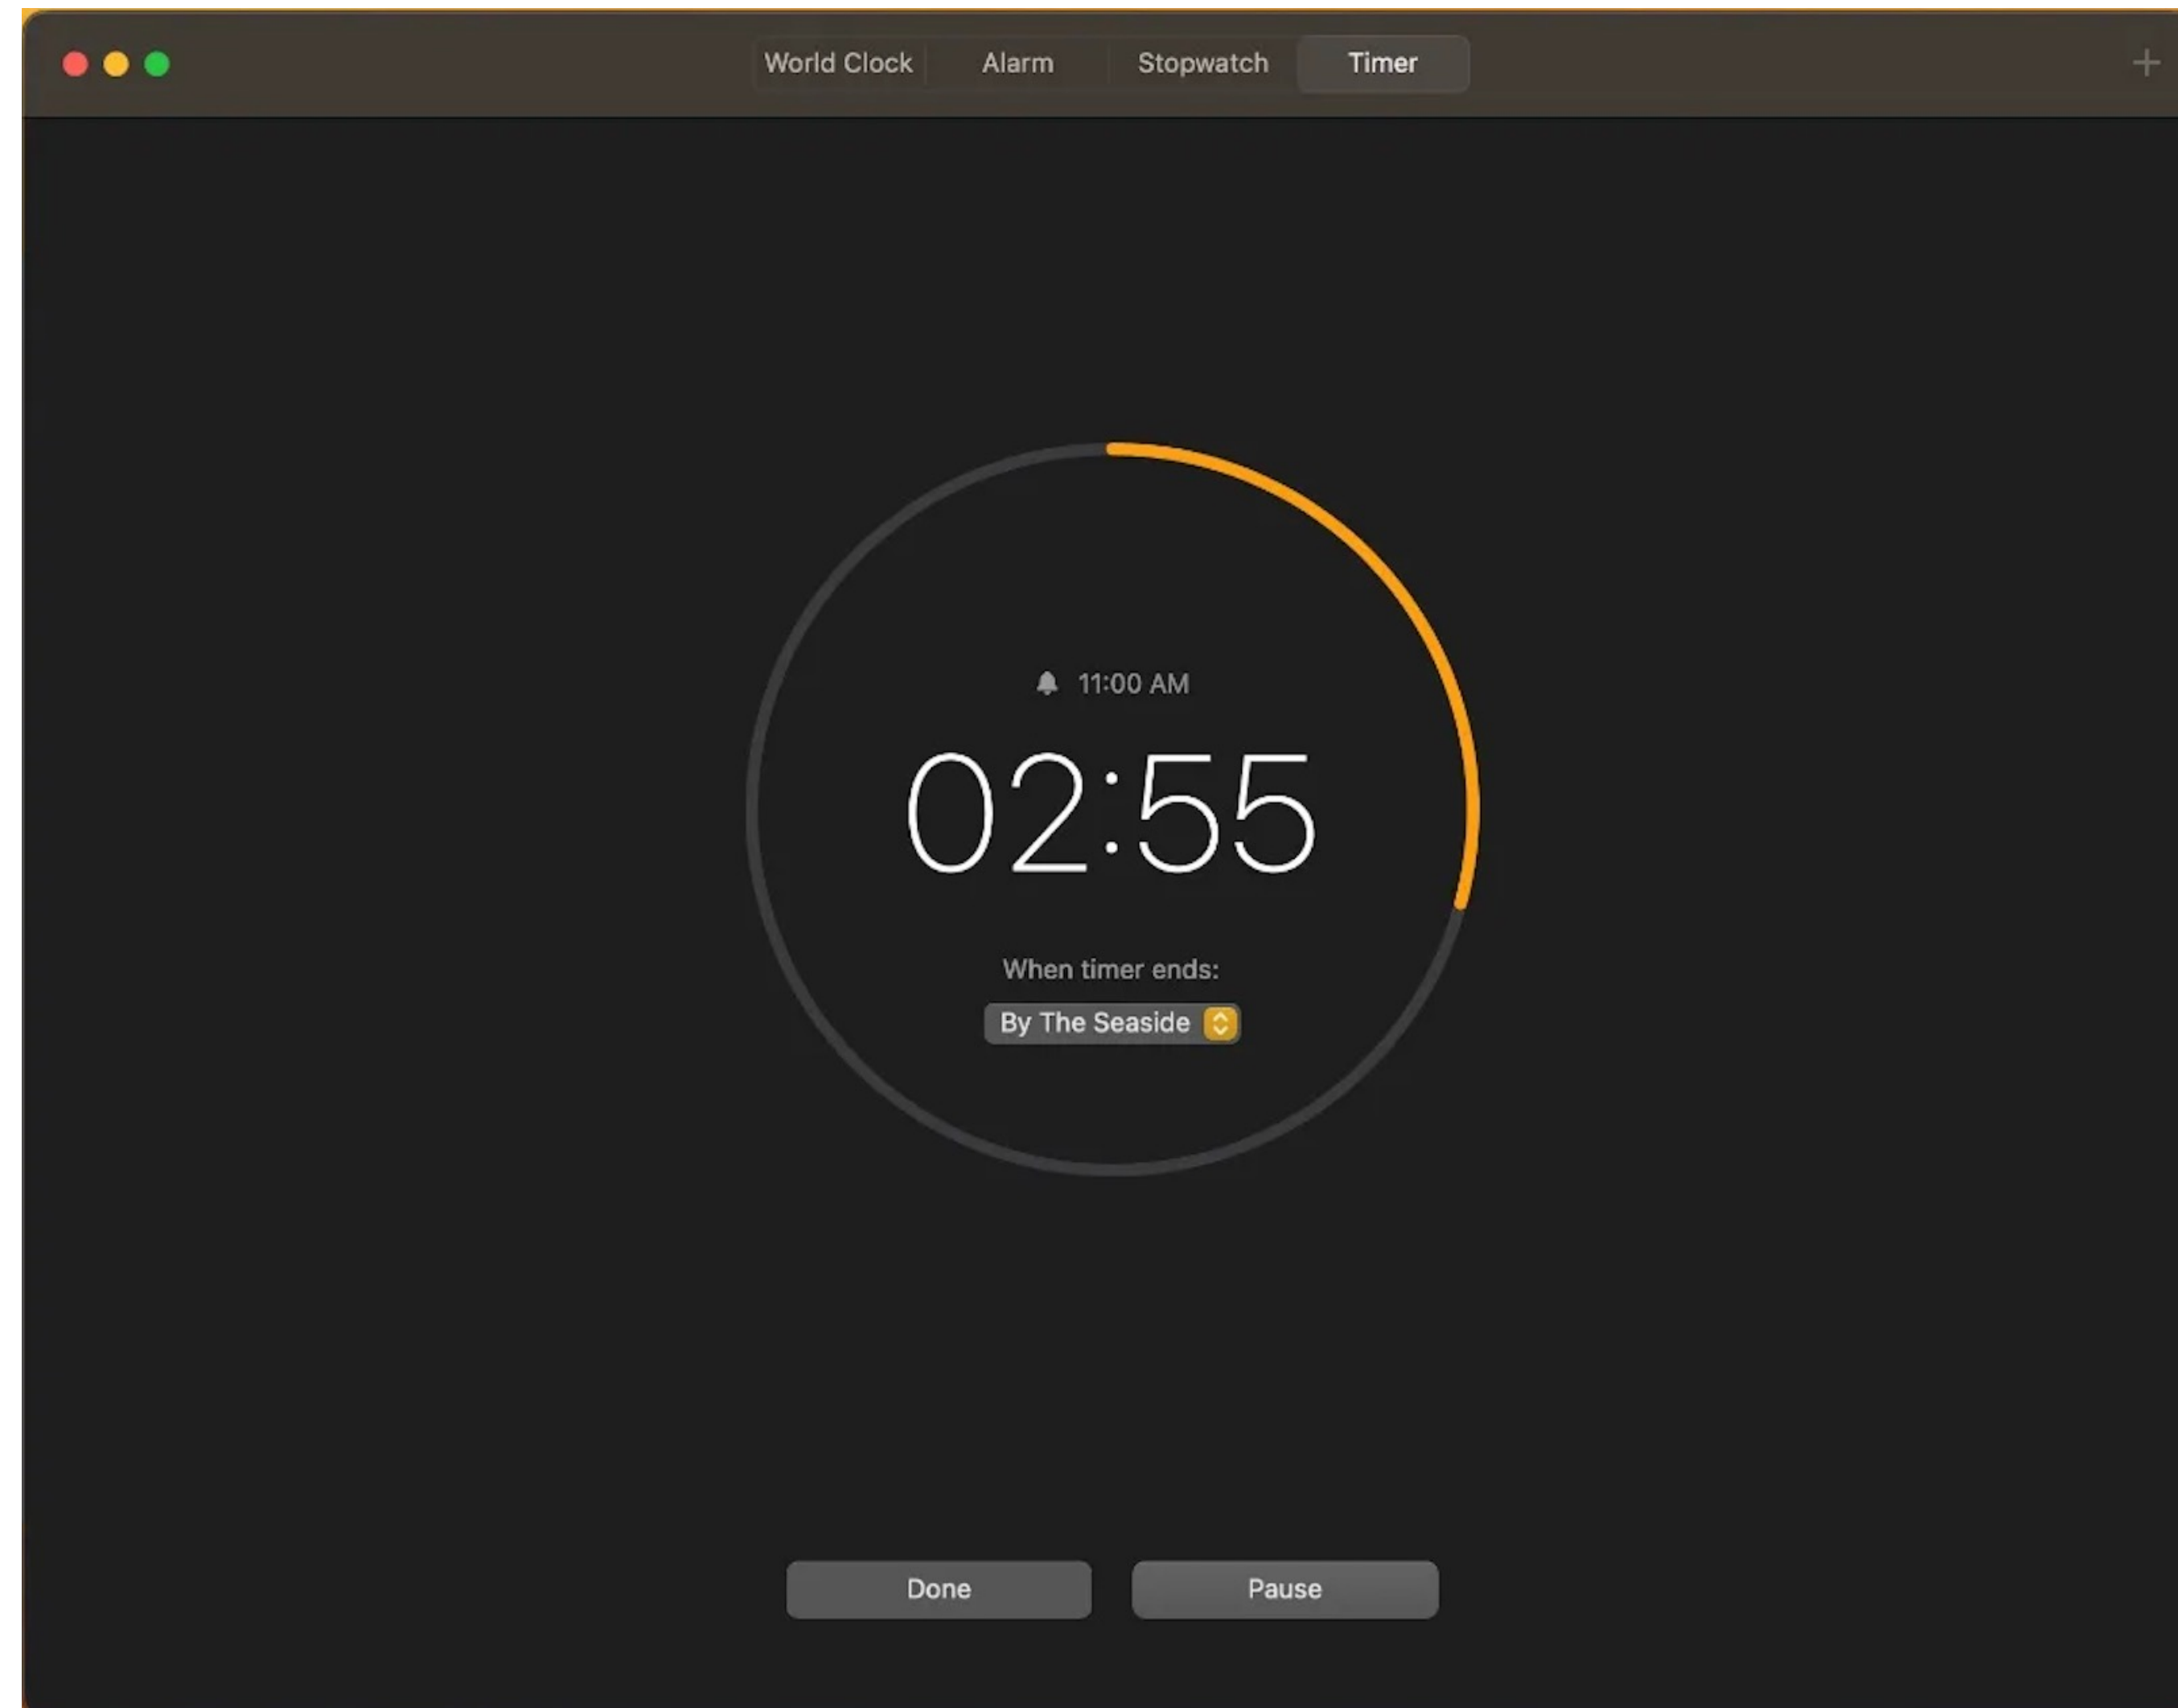 World Clock Alarm Stopwatch Timer
11:00 AM
02:55
When timer ends:
By The Seaside
Done Pause